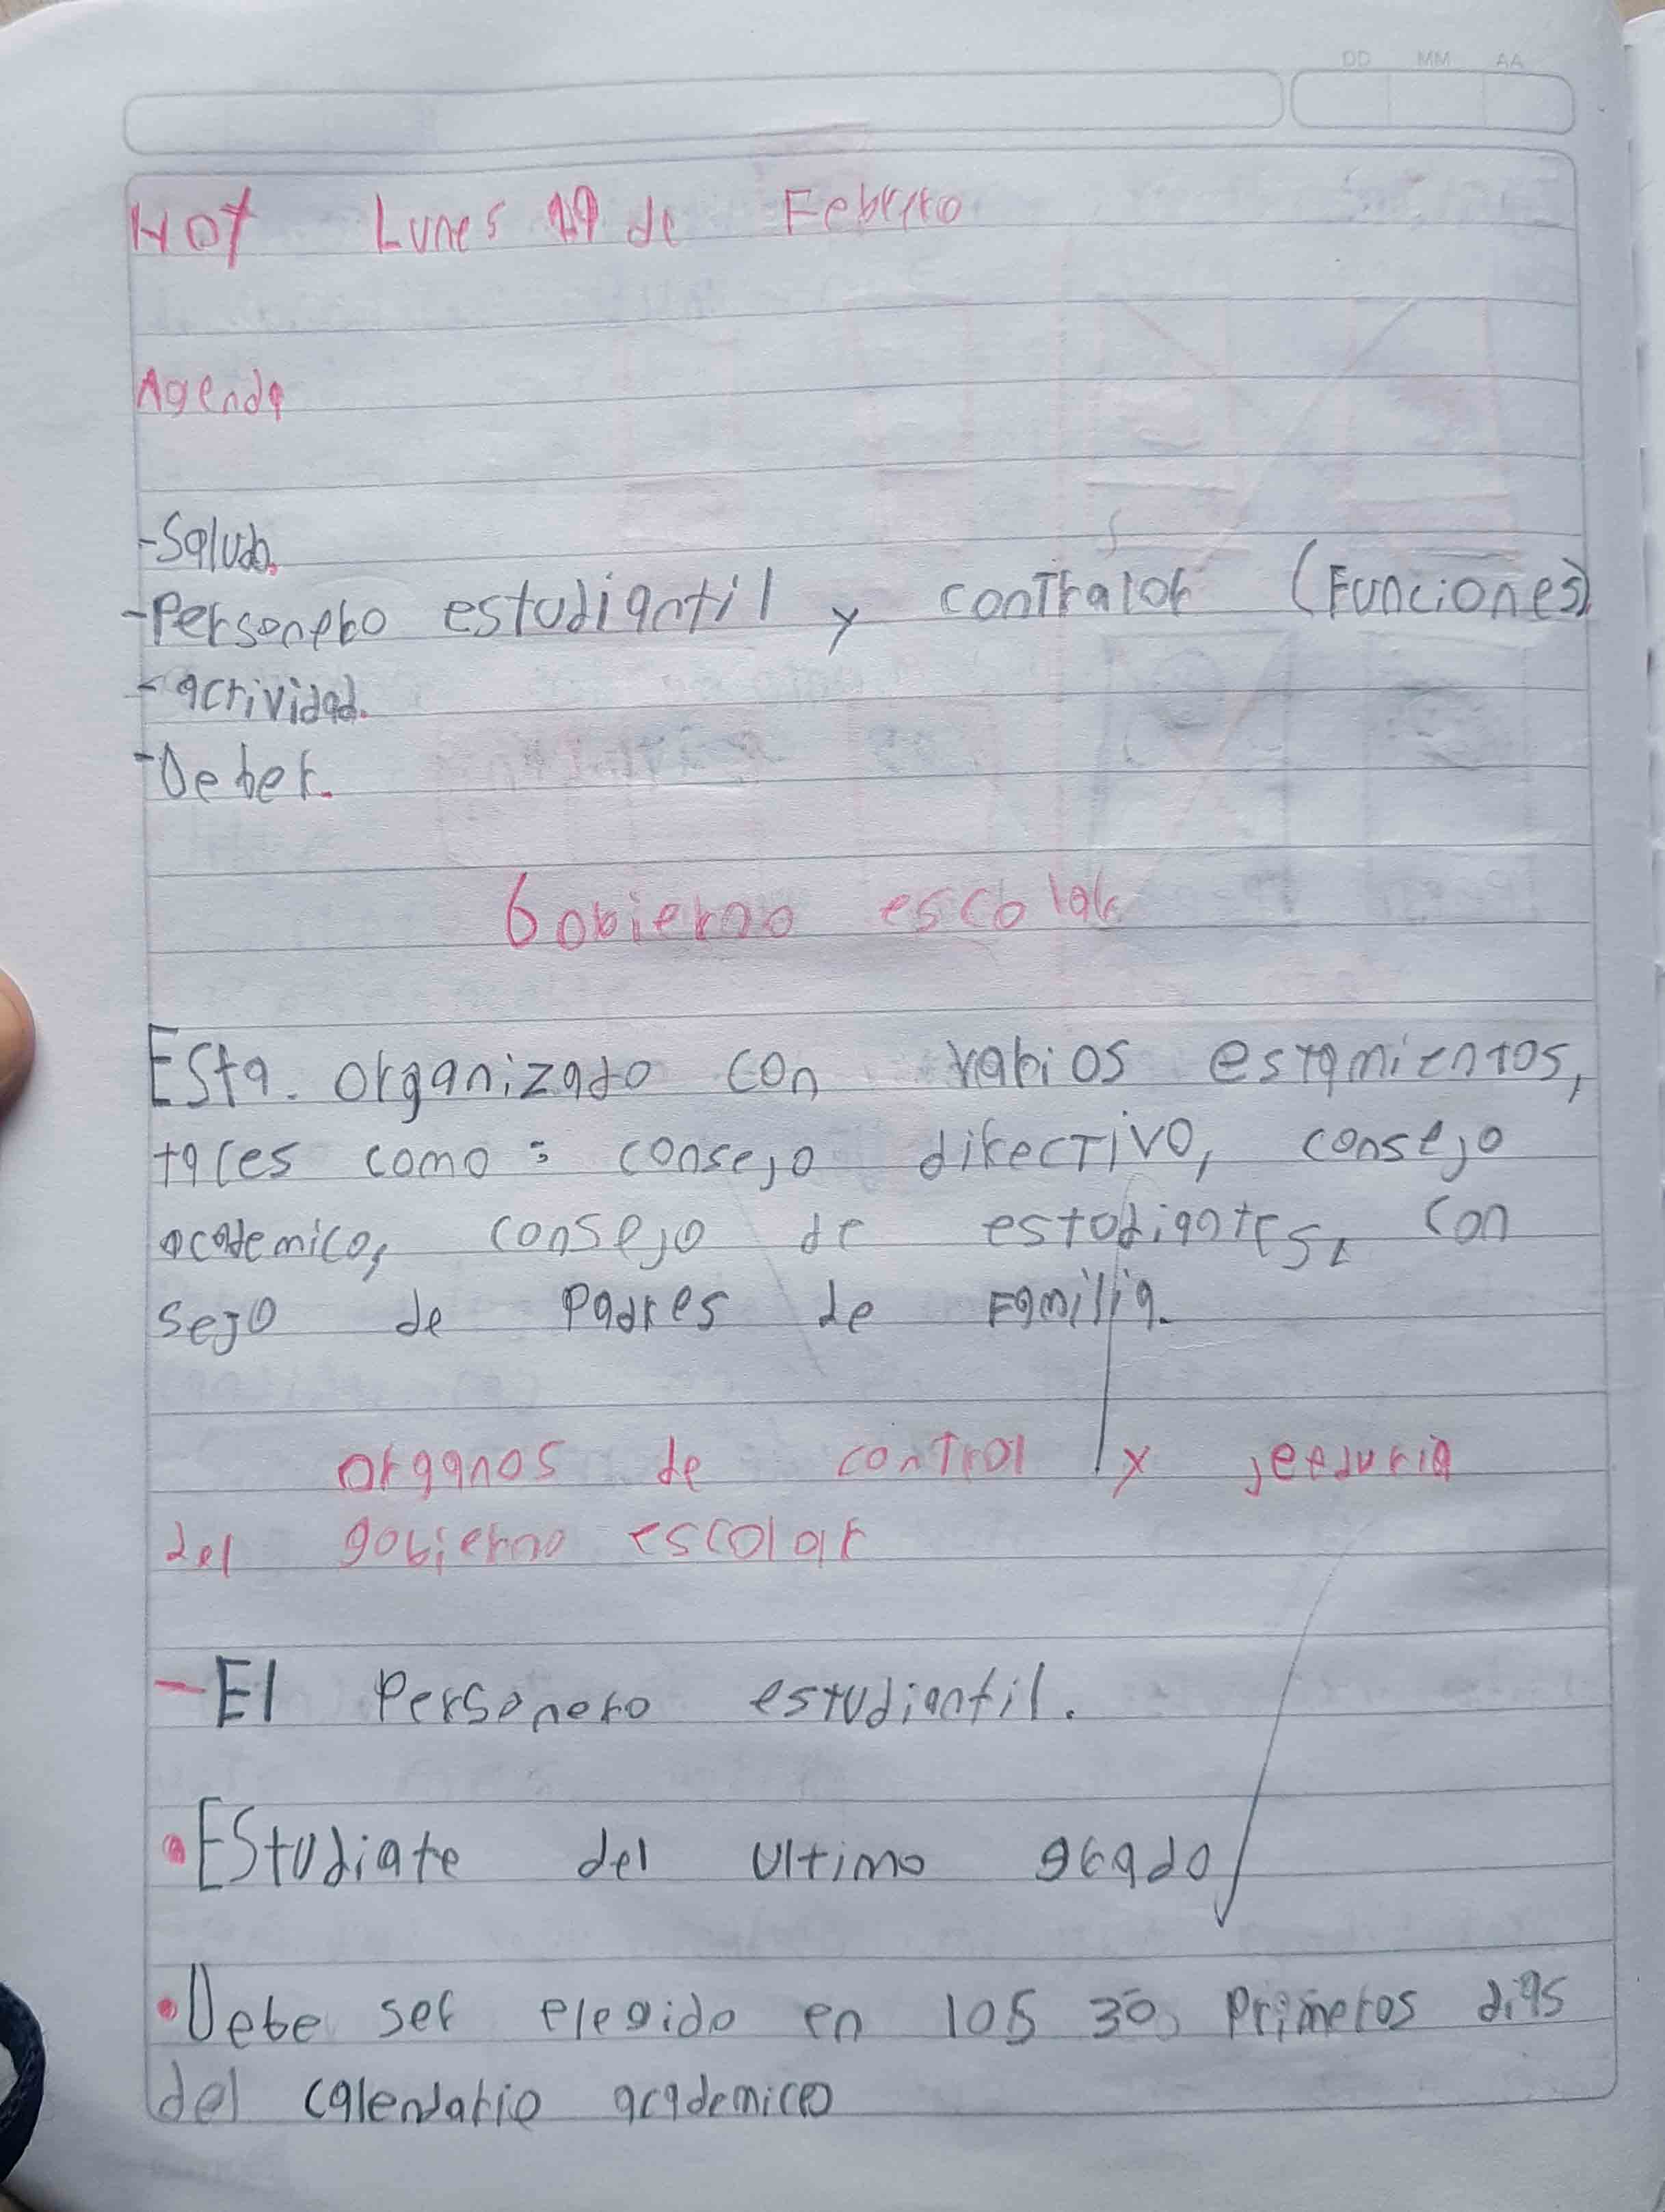 DD MM AA
HOY Lunes 19 de Febrero
Agenda
-Saludo.
-Personero estudiantil y contralor (Funciones)
- actividad.
-Deber.
Gobierno escolar
Esta. organizado con varios estamientos,
tales como: consejo directivo, consejo
academico, consejo de estudiantes, con
sejo de Padres de Familia.
organos de control y veeduria
del gobierno escolar
- El Personero estudiantil.
• EStudiate del ultimo grado
• Debe ser elegido en los 30 Primeros dias
del calendario academico